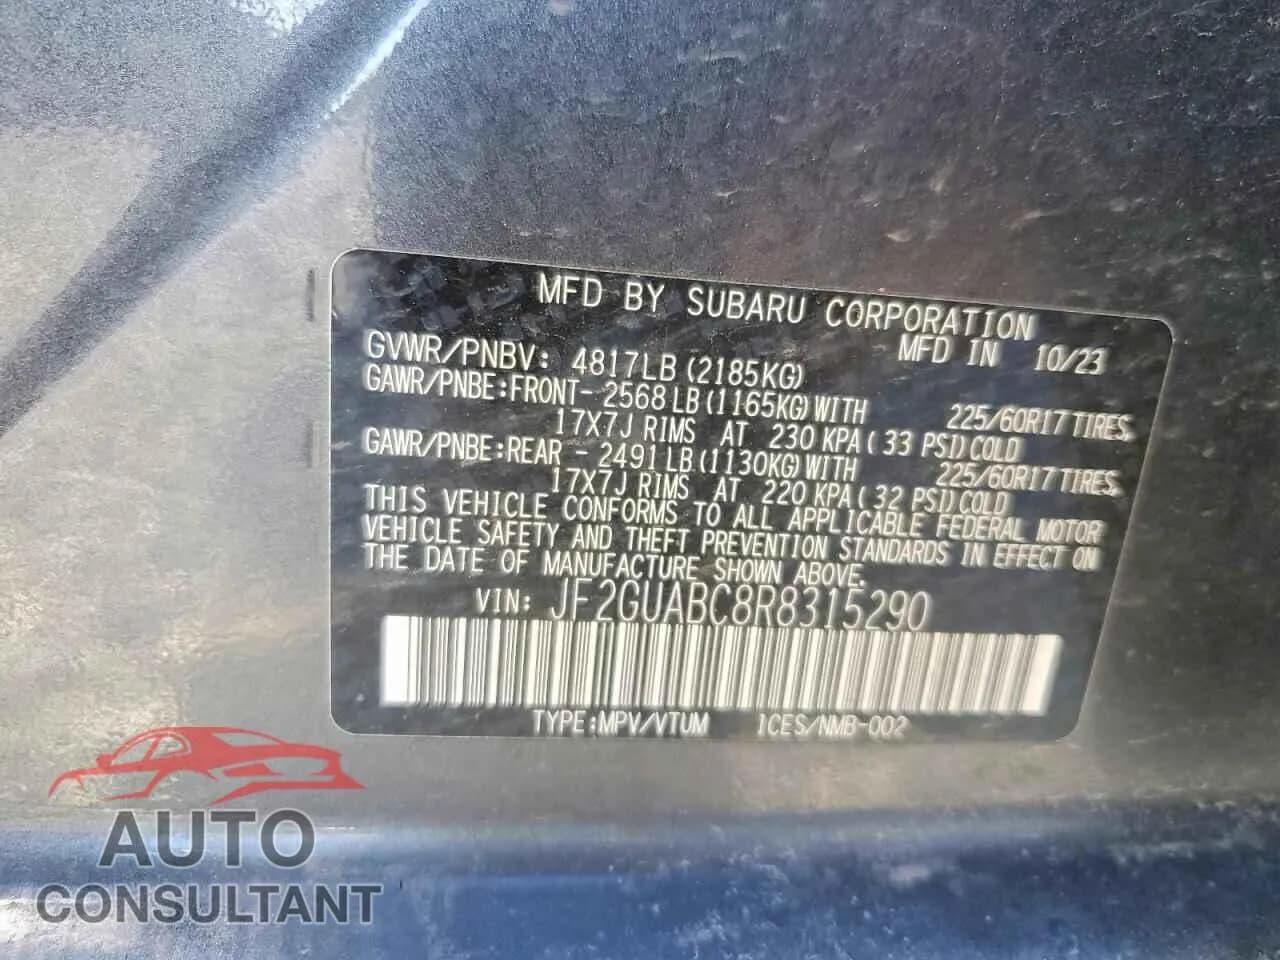 MFD BY SUBARU CORPORATION
MFD IN 10/23
GVWR/PNBV: 4817LB (2185KG)
GAWR/PNBE:FRONT- 2568 LB (1165KG) WITH 225/60R17 TIRES,
17X7J RIMS AT 230 KPA ( 33 PSI) COLD
GAWR/PNBE:REAR - 2491 LB (1130KG) WITH 225/60R17 TIRES,
17X7J RIMS AT 220 KPA ( 32 PSI) COLD
THIS VEHICLE CONFORMS TO ALL APPLICABLE FEDERAL MOTOR
VEHICLE SAFETY AND THEFT PREVENTION STANDARDS IN EFFECT ON
THE DATE OF MANUFACTURE SHOWN ABOVE.
VIN: JF2GUABC8R8315290
TYPE:MPV/VTUM ICES/NMB-002
AUTO
CONSULTANT